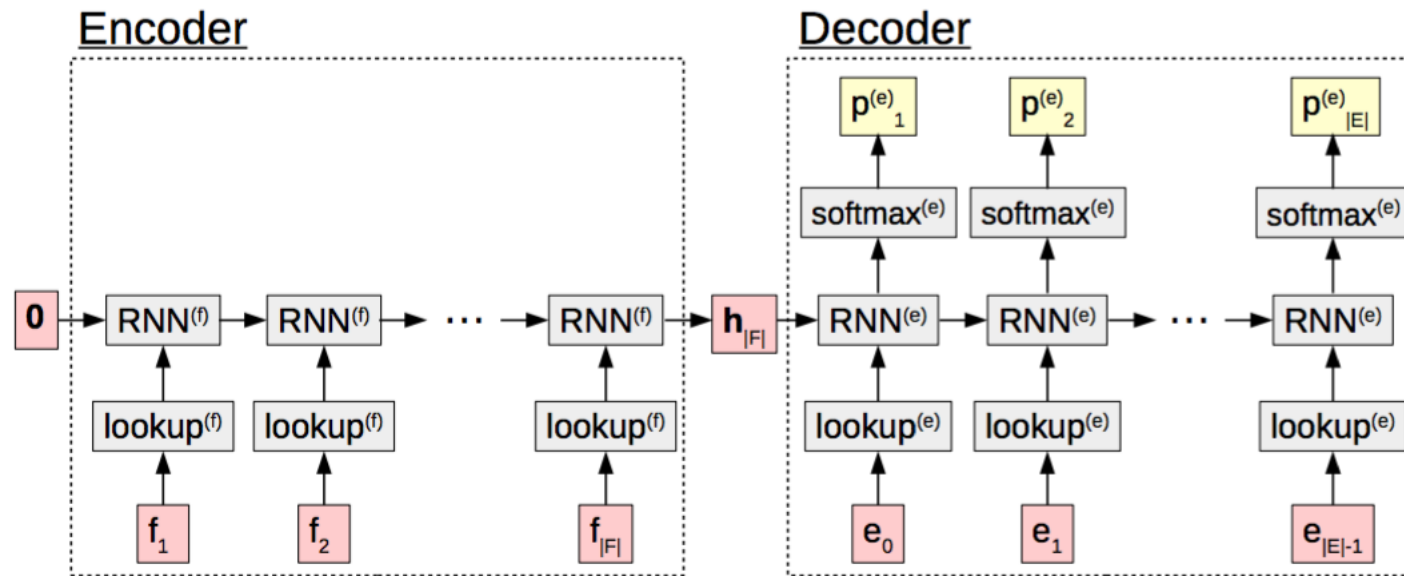 Encoder Decoder
p(e)1 p(e)2 p(e)|E|
softmax(e) softmax(e) softmax(e)
0 RNN(f) RNN(f) ... RNN(f) h|F| RNN(e) RNN(e) ... RNN(e)
lookup(f) lookup(f) lookup(f) lookup(e) lookup(e) lookup(e)
f1 f2 f|F| e0 e1 e|E|-1